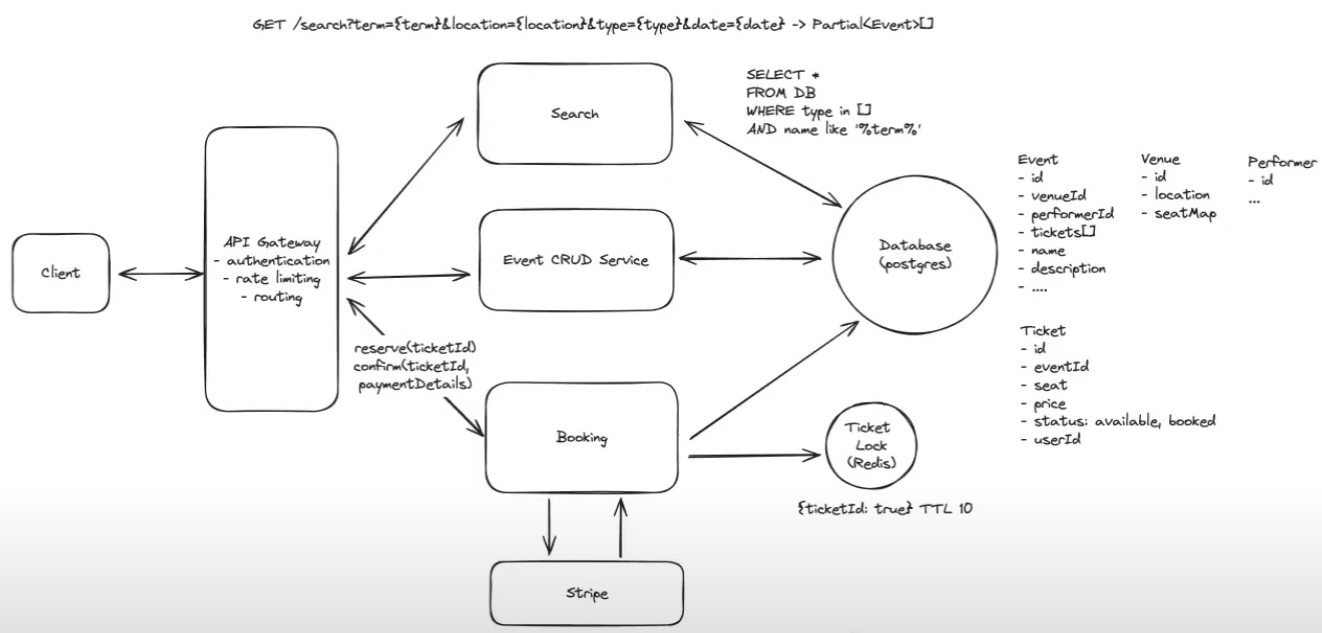 GET /search?term={term}&location={location}&type={type}&date={date} -> Partial<Event>[]
Search
SELECT *
FROM DB
WHERE type in []
AND name like '%term%'
Client
API Gateway
- authentication
- rate limiting
- routing
Event CRUD Service
Database
(postgres)
Event
- id
- venueId
- performerId
- tickets[]
- name
- description
- ....
Venue
- id
- location
- seatMap
Performer
- id
...
reserve(ticketId)
confirm(ticketId,
paymentDetails)
Booking
Ticket
Lock
(Redis)
{ticketId: true} TTL 10
Ticket
- id
- eventId
- seat
- price
- status: available, booked
- userId
Stripe